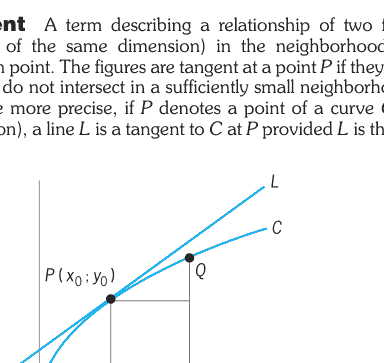 ent A term describing a relationship of two f
of the same dimension) in the neighborhood
n point. The figures are tangent at a point P if they
do not intersect in a sufficiently small neighborho
e more precise, if P denotes a point of a curve C
on), a line L is a tangent to C at P provided L is th
L
C
P(x₀; y₀)
Q